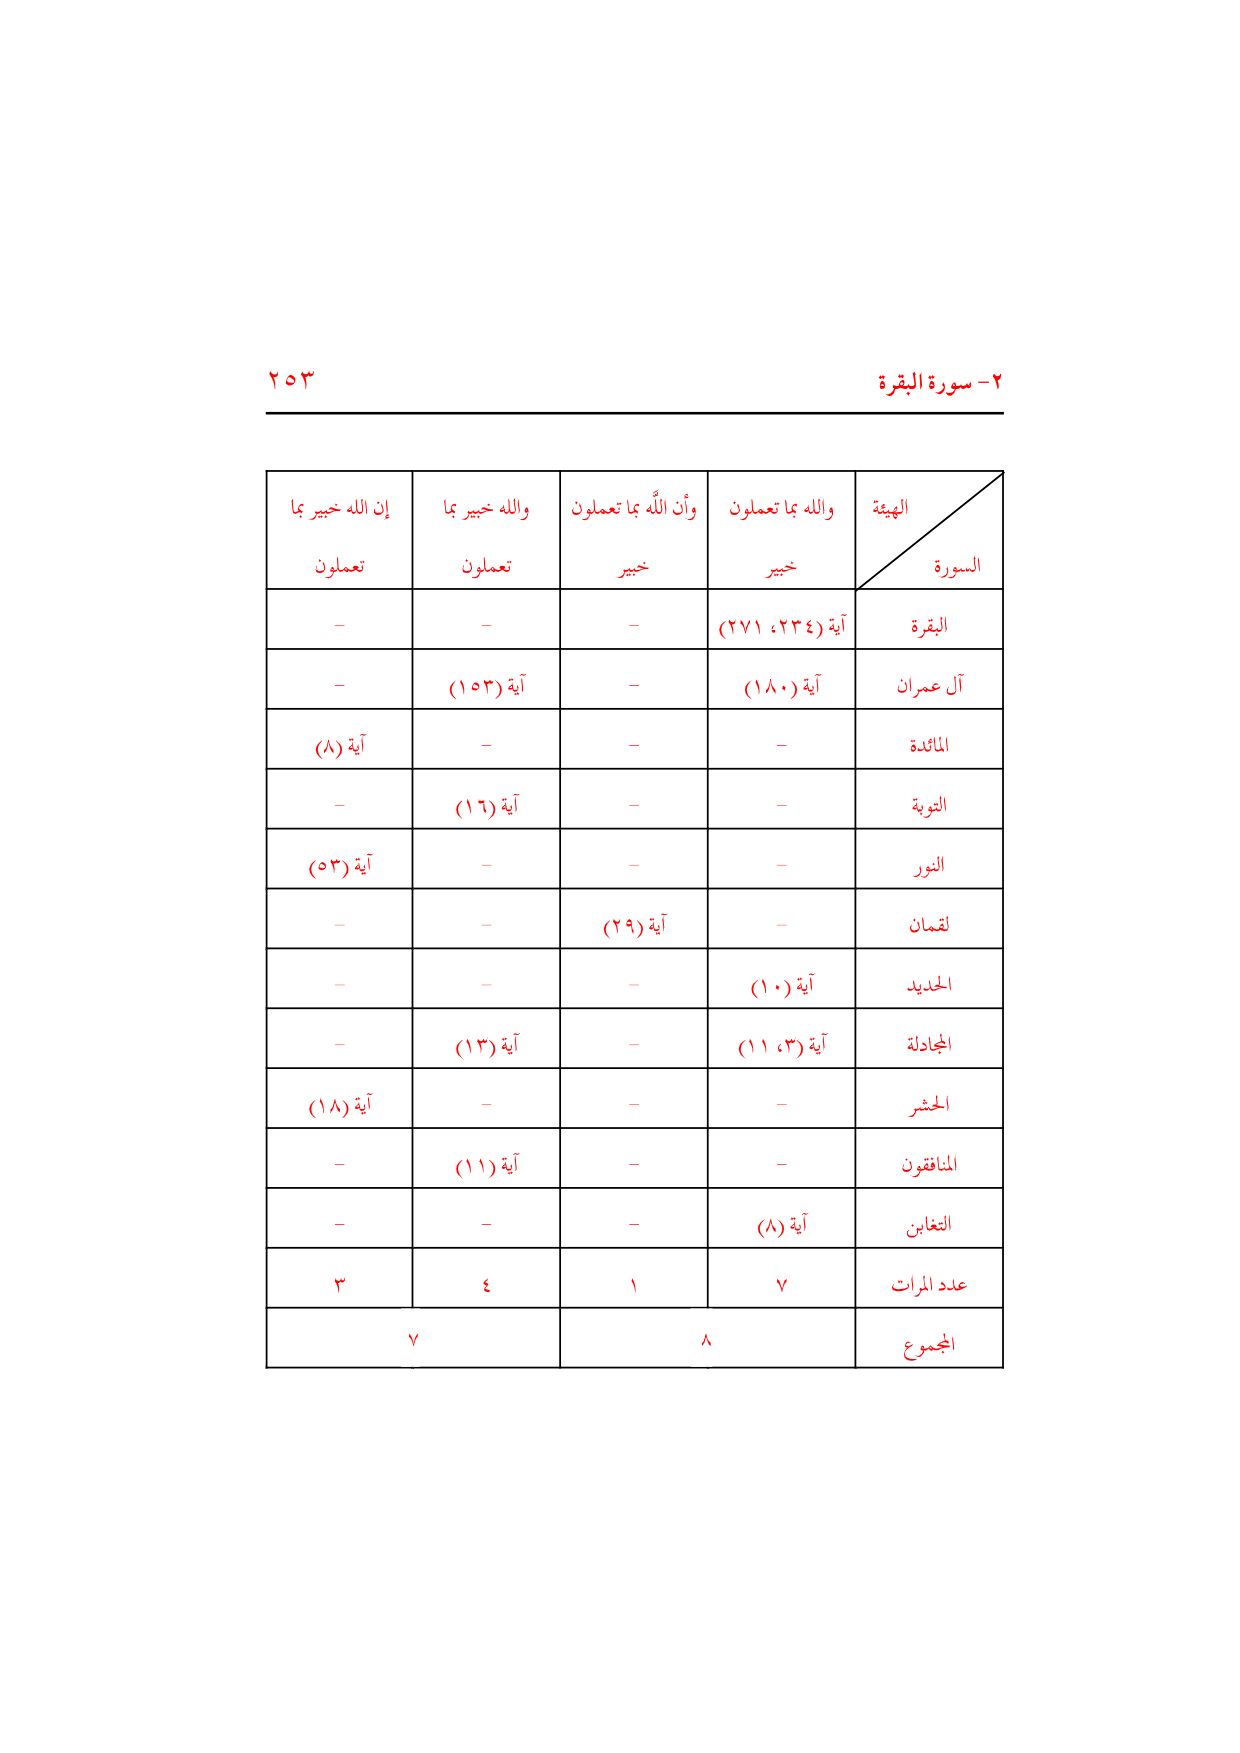 ٢- سورة البقرة ٢٥٣
الهيئة والله بما تعملون وأن اللَّه بما تعملون والله خبير بما إن الله خبير بما
السورة خبير خبير تعملون تعملون
البقرة آية (٢٣٤، ٢٧١) – – –
آل عمران آية (١٨٠) – آية (١٥٣) –
المائدة – – – آية (٨)
التوبة – – آية (١٦) –
النور – – – آية (٥٣)
لقمان – آية (٢٩) – –
الحديد آية (١٠) – – –
المجادلة آية (٣، ١١) – آية (١٣) –
الحشر – – – آية (١٨)
المنافقون – – آية (١١) –
التغابن آية (٨) – – –
عدد المرات ٧ ١ ٤ ٣
المجموع ٨ ٧